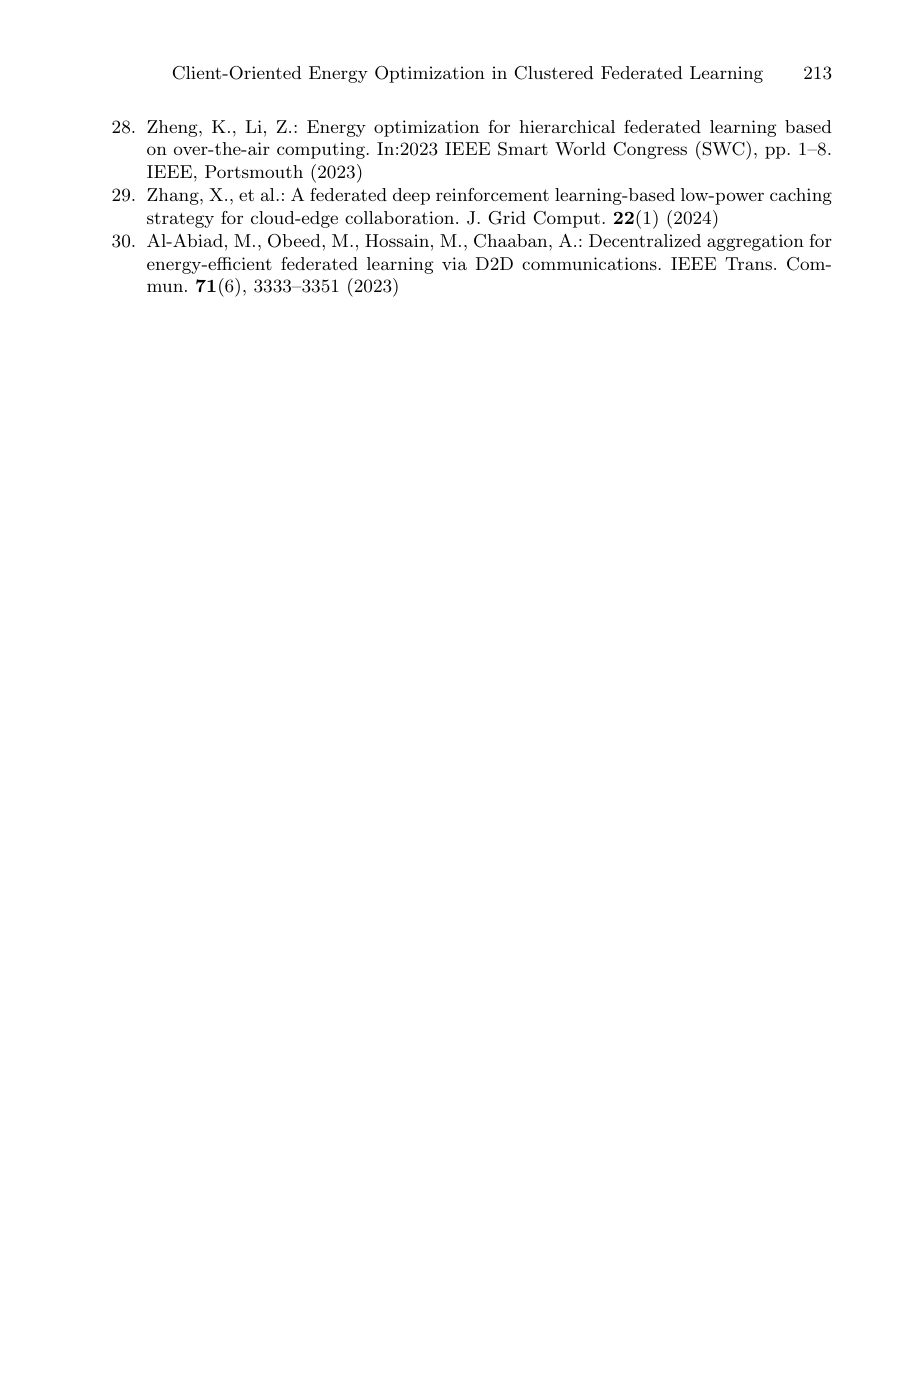 Client-Oriented Energy Optimization in Clustered Federated Learning 213
28. Zheng, K., Li, Z.: Energy optimization for hierarchical federated learning based
on over-the-air computing. In:2023 IEEE Smart World Congress (SWC), pp. 1–8.
IEEE, Portsmouth (2023)
29. Zhang, X., et al.: A federated deep reinforcement learning-based low-power caching
strategy for cloud-edge collaboration. J. Grid Comput. 22(1) (2024)
30. Al-Abiad, M., Obeed, M., Hossain, M., Chaaban, A.: Decentralized aggregation for
energy-efficient federated learning via D2D communications. IEEE Trans. Com-
mun. 71(6), 3333–3351 (2023)